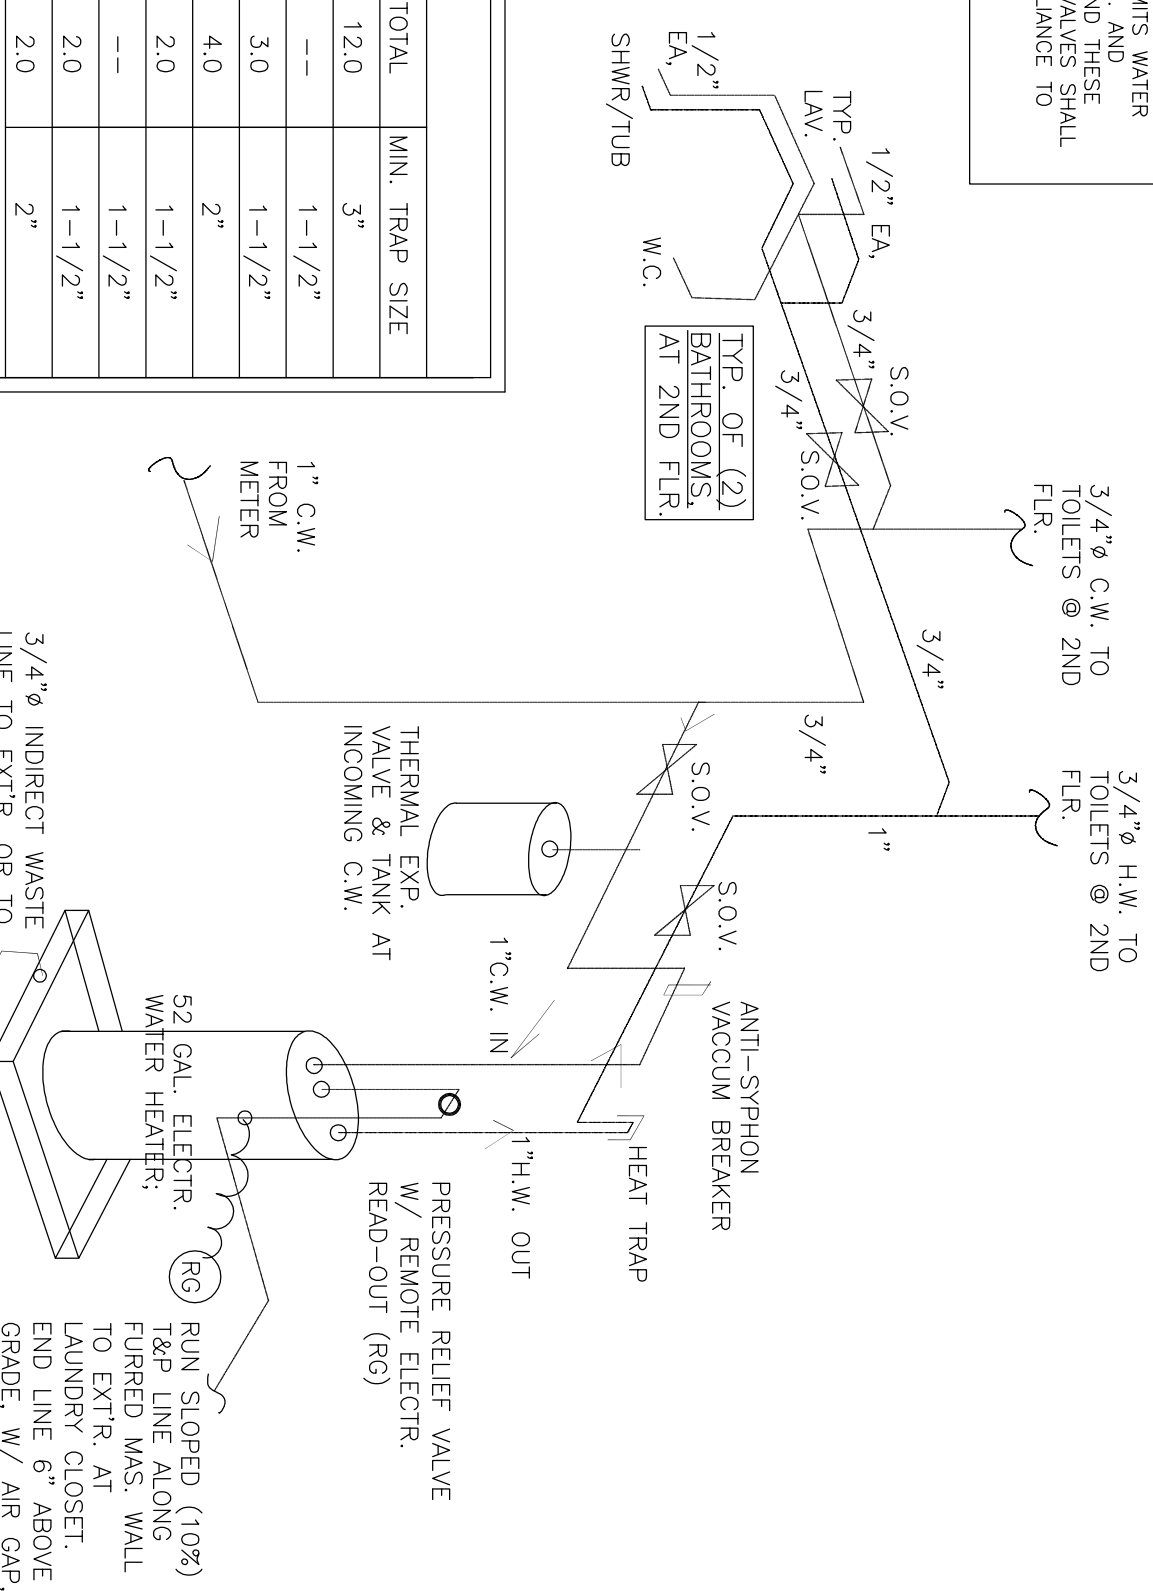 MITS WATER
. AND
ND THESE
VALVES SHALL
LIANCE TO
3/4"ø C.W. TO
TOILETS @ 2ND
FLR.
3/4"ø H.W. TO
TOILETS @ 2ND
FLR.
1/2" EA,
TYP.
LAV.
1/2"
EA,
SHWR/TUB
W.C.
3/4"
S.O.V.
3/4"
S.O.V.
TYP. OF (2)
BATHROOMS,
AT 2ND FLR.
3/4"
3/4"
1"
S.O.V.
S.O.V.
ANTI-SYPHON
VACCUM BREAKER
HEAT TRAP
1"C.W. IN
1"H.W. OUT
THERMAL EXP.
VALVE & TANK AT
INCOMING C.W.
1" C.W.
FROM
METER
PRESSURE RELIEF VALVE
W/ REMOTE ELECTR.
READ-OUT (RG)
52 GAL. ELECTR.
WATER HEATER;
RG
RUN SLOPED (10%)
T&P LINE ALONG
FURRED MAS. WALL
TO EXT'R. AT
LAUNDRY CLOSET.
END LINE 6" ABOVE
GRADE, W/ AIR GAP,
3/4"ø INDIRECT WASTE
LINE TO EXT'R. OR TO
TOTAL MIN. TRAP SIZE
12.0 3"
-- 1-1/2"
3.0 1-1/2"
4.0 2"
2.0 1-1/2"
-- 1-1/2"
2.0 1-1/2"
2.0 2"